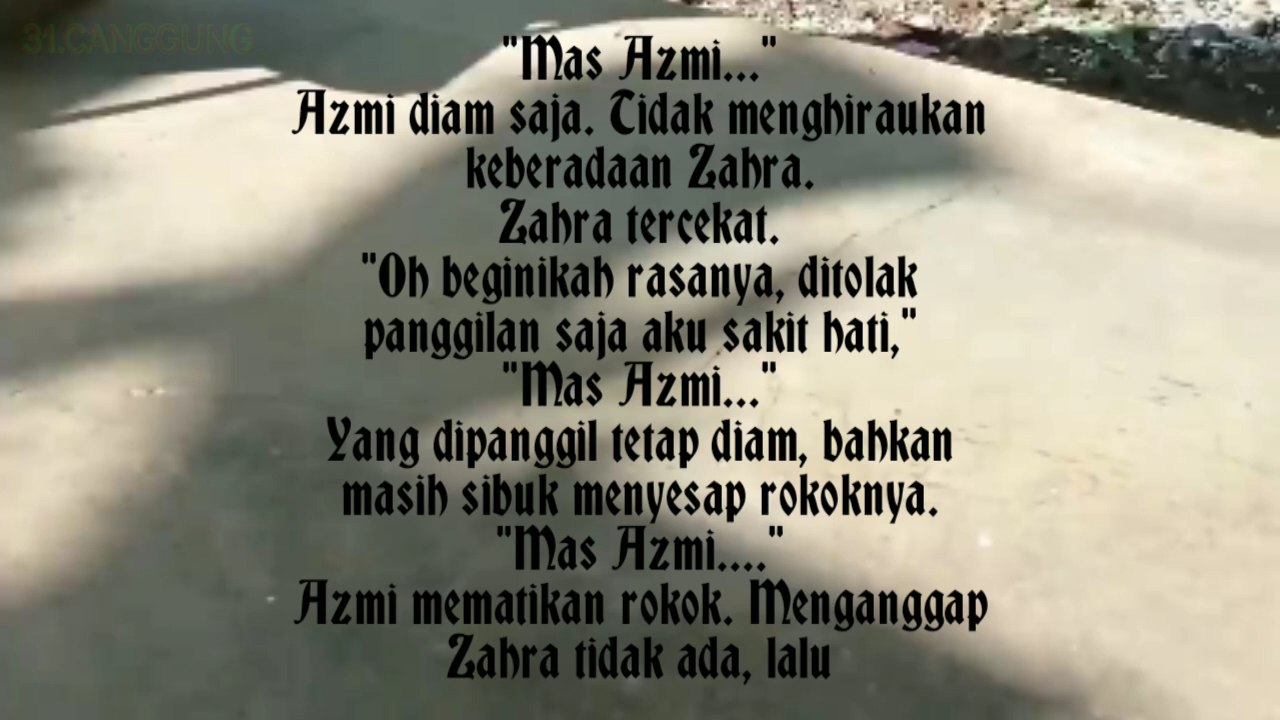 31.CANGGUNG
"Mas Azmi..."
Azmi diam saja. Tidak menghiraukan
keberadaan Zahra.
Zahra tercekat.
"Oh beginikah rasanya, ditolak
panggilan saja aku sakit hati,"
"Mas Azmi..."
Yang dipanggil tetap diam, bahkan
masih sibuk menyesap rokoknya.
"Mas Azmi...."
Azmi mematikan rokok. Menganggap
Zahra tidak ada, lalu